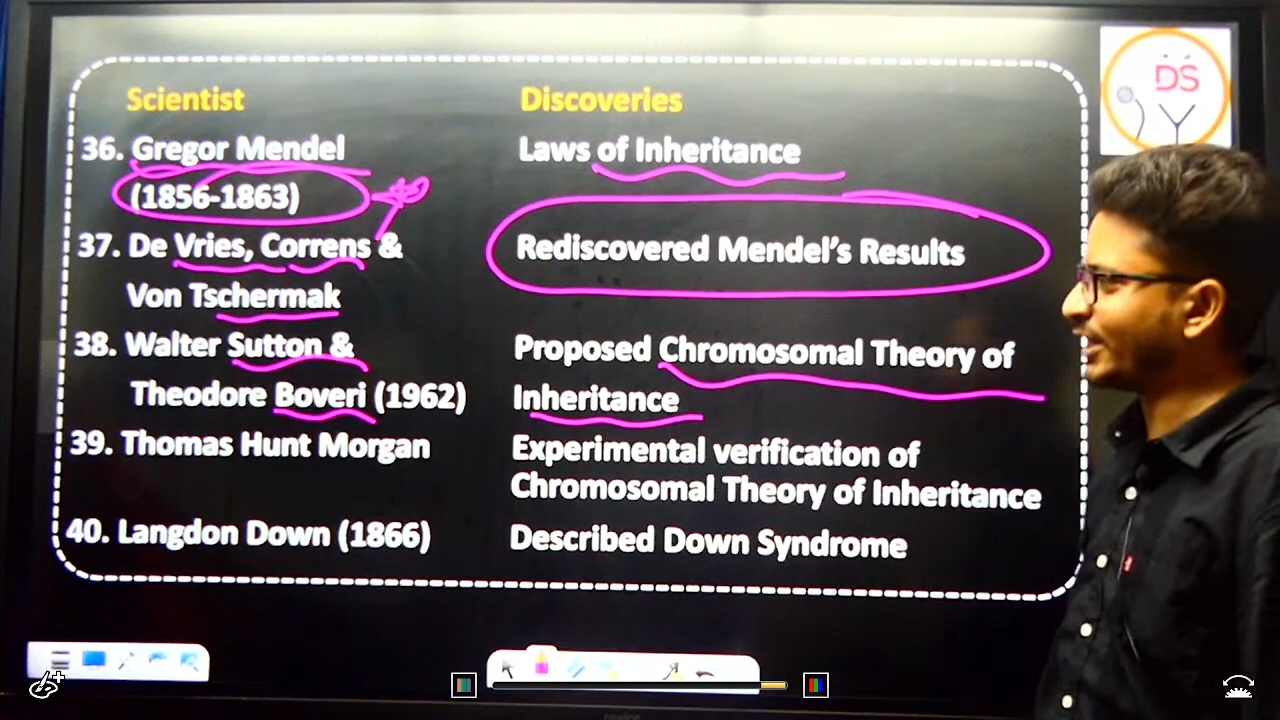 DS
Scientist Discoveries
36. Gregor Mendel Laws of Inheritance
(1856-1863)
37. De Vries, Correns & Rediscovered Mendel's Results
Von Tschermak
38. Walter Sutton & Proposed Chromosomal Theory of
Theodore Boveri (1962) Inheritance
39. Thomas Hunt Morgan Experimental verification of
Chromosomal Theory of Inheritance
40. Langdon Down (1866) Described Down Syndrome